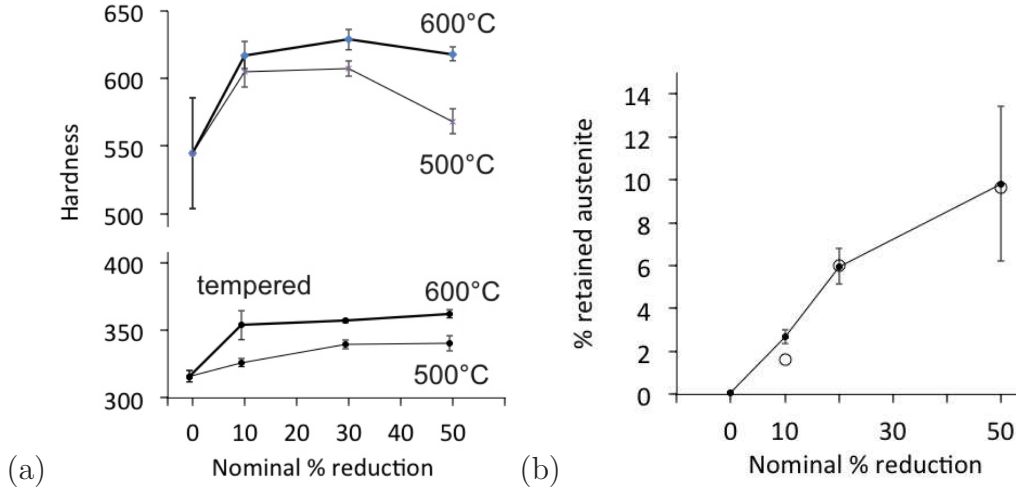 650
600
550
500
Hardness
600°C
500°C
400
350
300
tempered
600°C
500°C
0 10 20 30 50
Nominal % reduction
(a)
14
12
10
8
6
4
2
0
% retained austenite
0 10 20 30 50
Nominal % reduction
(b)